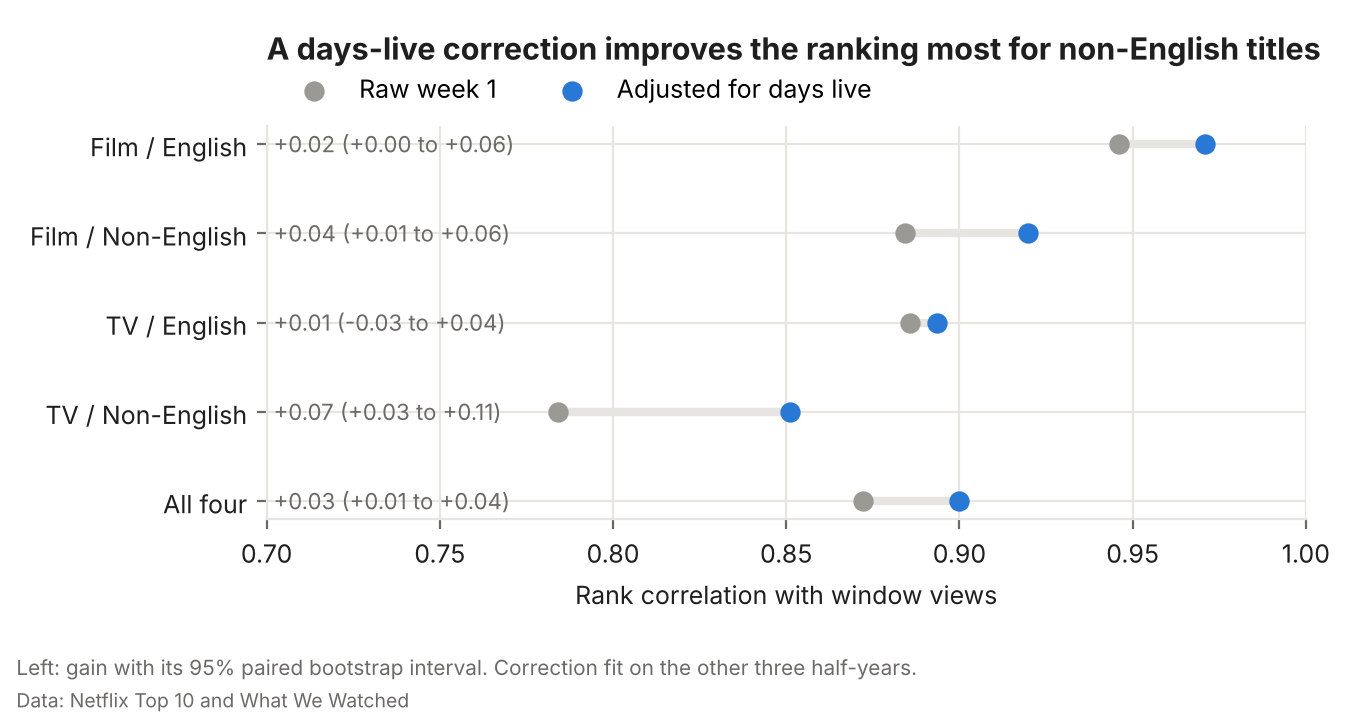 A days-live correction improves the ranking most for non-English titles
Raw week 1 Adjusted for days live
Film / English +0.02 (+0.00 to +0.06)
Film / Non-English +0.04 (+0.01 to +0.06)
TV / English +0.01 (-0.03 to +0.04)
TV / Non-English +0.07 (+0.03 to +0.11)
All four +0.03 (+0.01 to +0.04)
0.70 0.75 0.80 0.85 0.90 0.95 1.00
Rank correlation with window views
Left: gain with its 95% paired bootstrap interval. Correction fit on the other three half-years.
Data: Netflix Top 10 and What We Watched